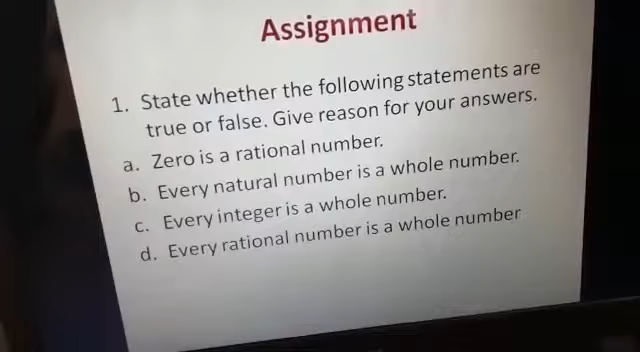 Assignment
1. State whether the following statements are
true or false. Give reason for your answers.
a. Zero is a rational number.
b. Every natural number is a whole number.
c. Every integer is a whole number.
d. Every rational number is a whole number